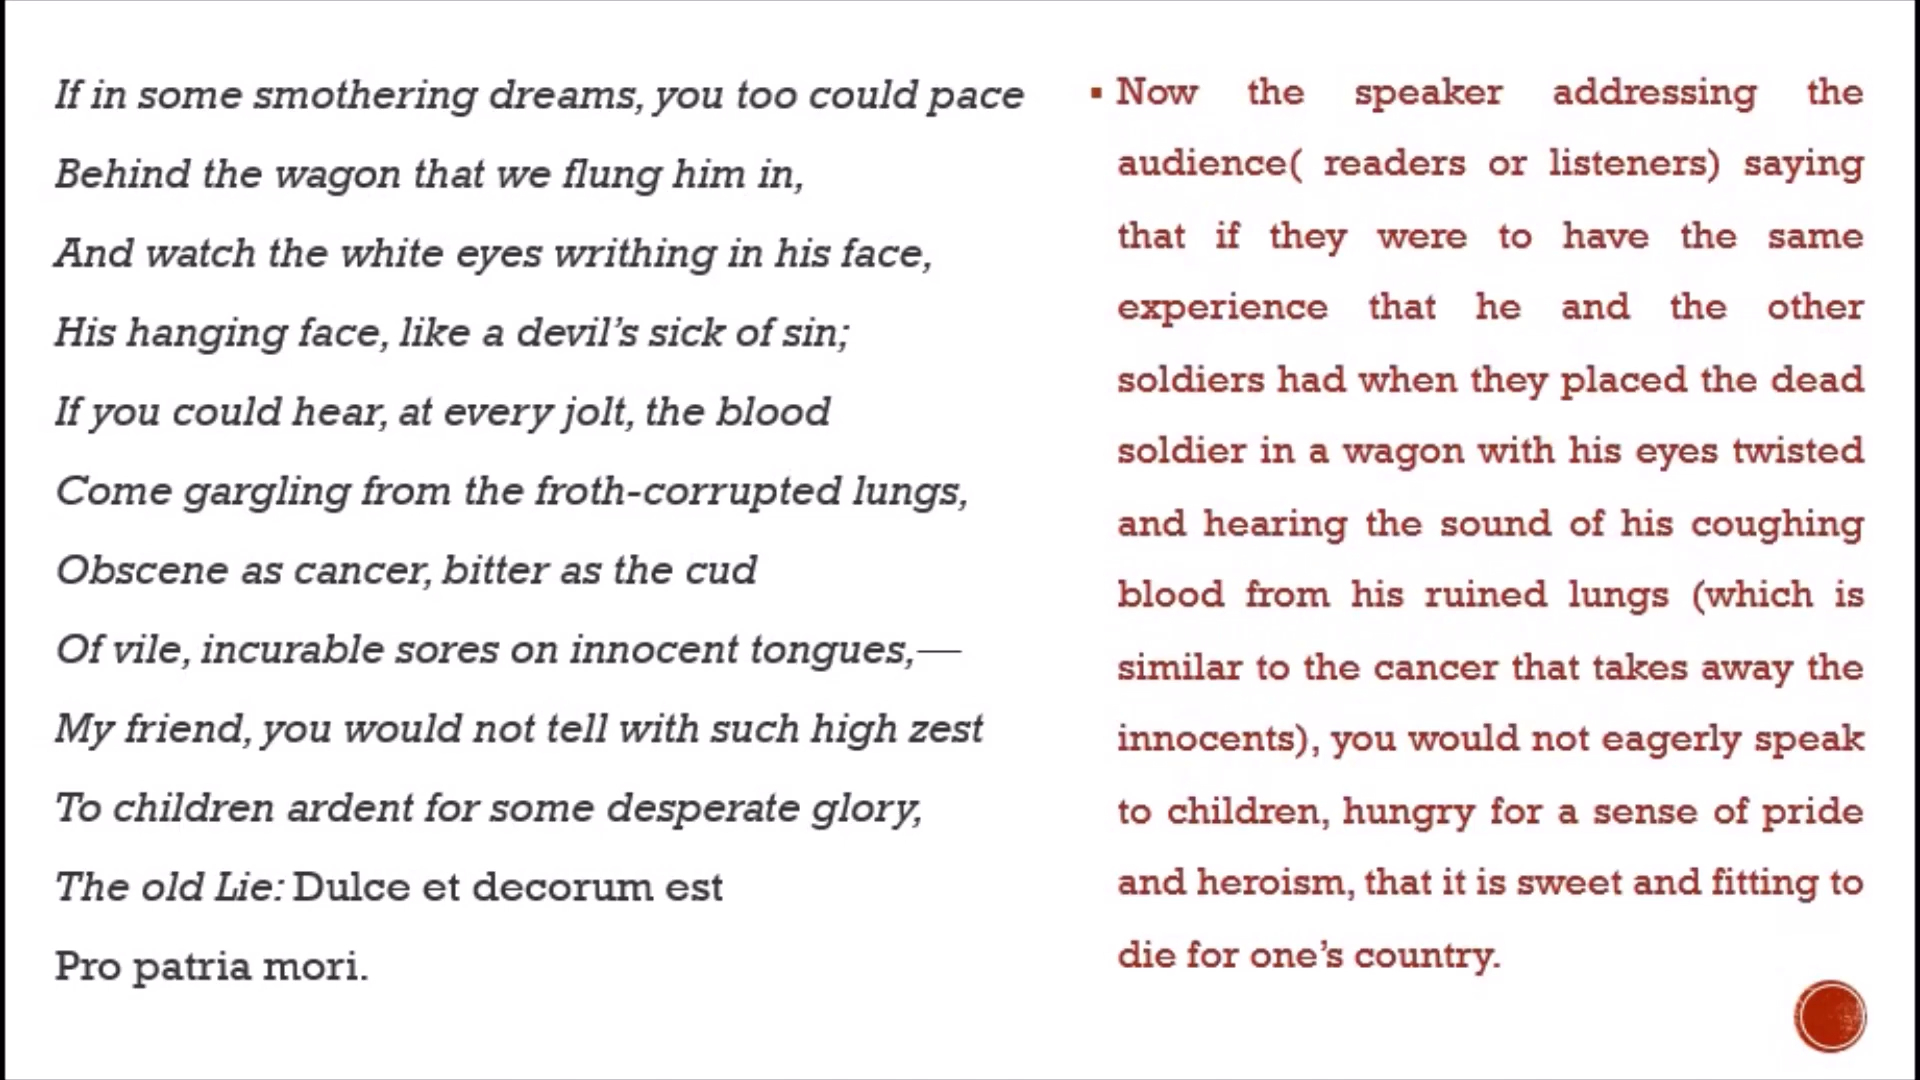 If in some smothering dreams, you too could pace
Behind the wagon that we flung him in,
And watch the white eyes writhing in his face,
His hanging face, like a devil’s sick of sin;
If you could hear, at every jolt, the blood
Come gargling from the froth-corrupted lungs,
Obscene as cancer, bitter as the cud
Of vile, incurable sores on innocent tongues,—
My friend, you would not tell with such high zest
To children ardent for some desperate glory,
The old Lie: Dulce et decorum est
Pro patria mori.
▪ Now the speaker addressing the
audience( readers or listeners) saying
that if they were to have the same
experience that he and the other
soldiers had when they placed the dead
soldier in a wagon with his eyes twisted
and hearing the sound of his coughing
blood from his ruined lungs (which is
similar to the cancer that takes away the
innocents), you would not eagerly speak
to children, hungry for a sense of pride
and heroism, that it is sweet and fitting to
die for one’s country.